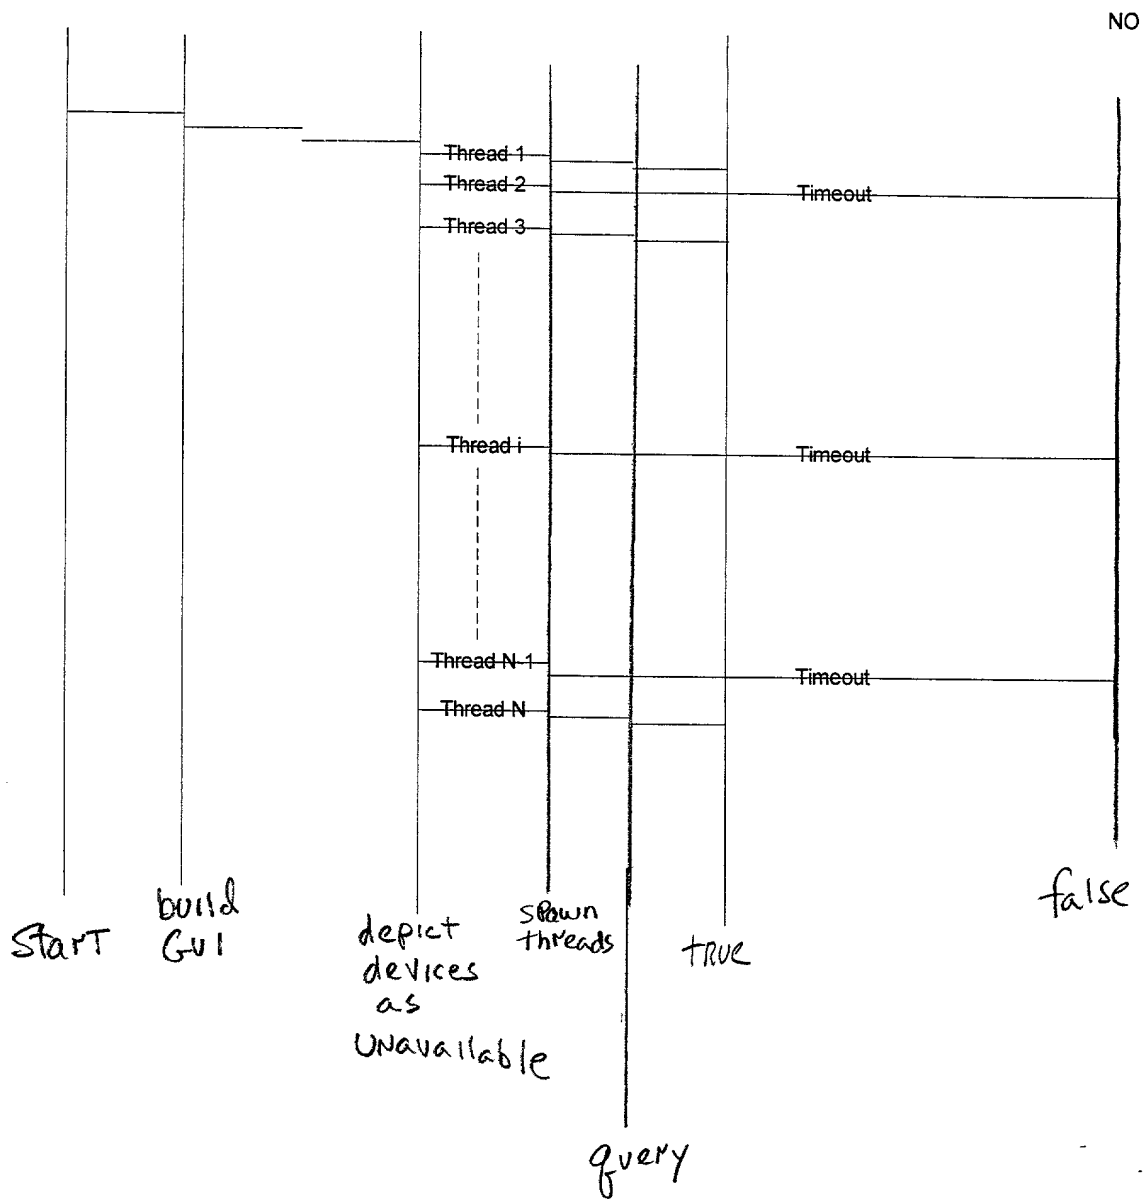 NO
Thread 1
Thread 2
Timeout
Thread 3
Thread i
Timeout
Thread N-1
Timeout
Thread N
Start
build
GUI
depict
devices
as
UNavailable
spawn
threads
query
true
false